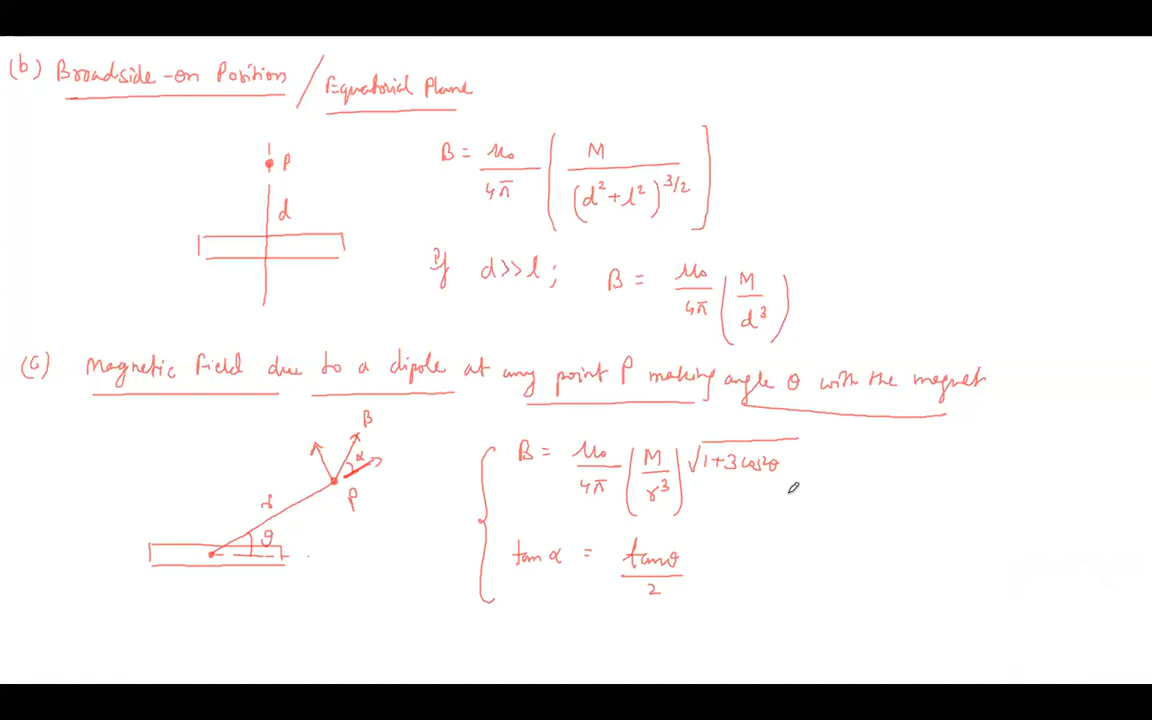 (b) Broadside-on Position / Equatorial Plane
P
d
B = μ₀/4π [ M / (d² + l²)^3/2 ]
If d>>l; B = μ₀/4π ( M / d³ )
(C) Magnetic Field due to a dipole at any point P making angle θ with the magnet
B
α
P
r
θ
B = μ₀/4π ( M / r³ ) √1+3cos²θ
tan α = tanθ / 2